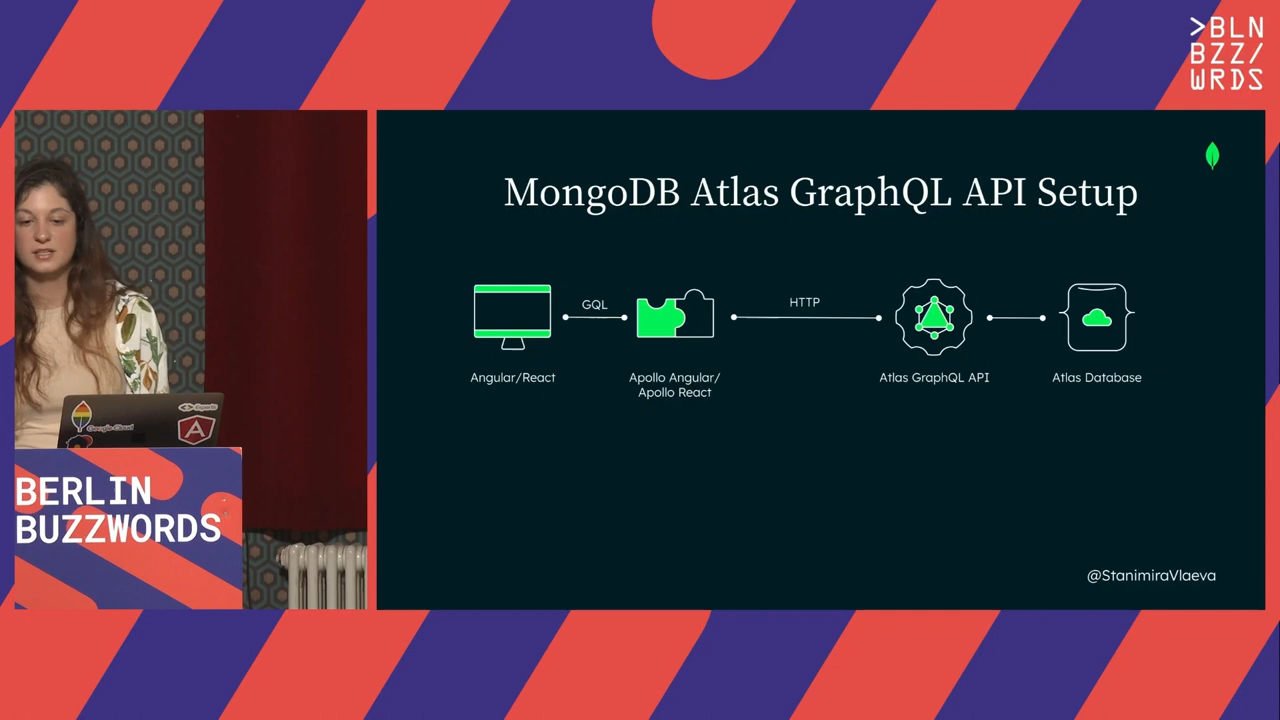 >BLN
BZZ/
WRDS
MongoDB Atlas GraphQL API Setup
GQL
HTTP
Angular/React
Apollo Angular/
Apollo React
Atlas GraphQL API
Atlas Database
@StanimiraVlaeva
Google Cloud
<> Experts
A
BERLIN
BUZZWORDS